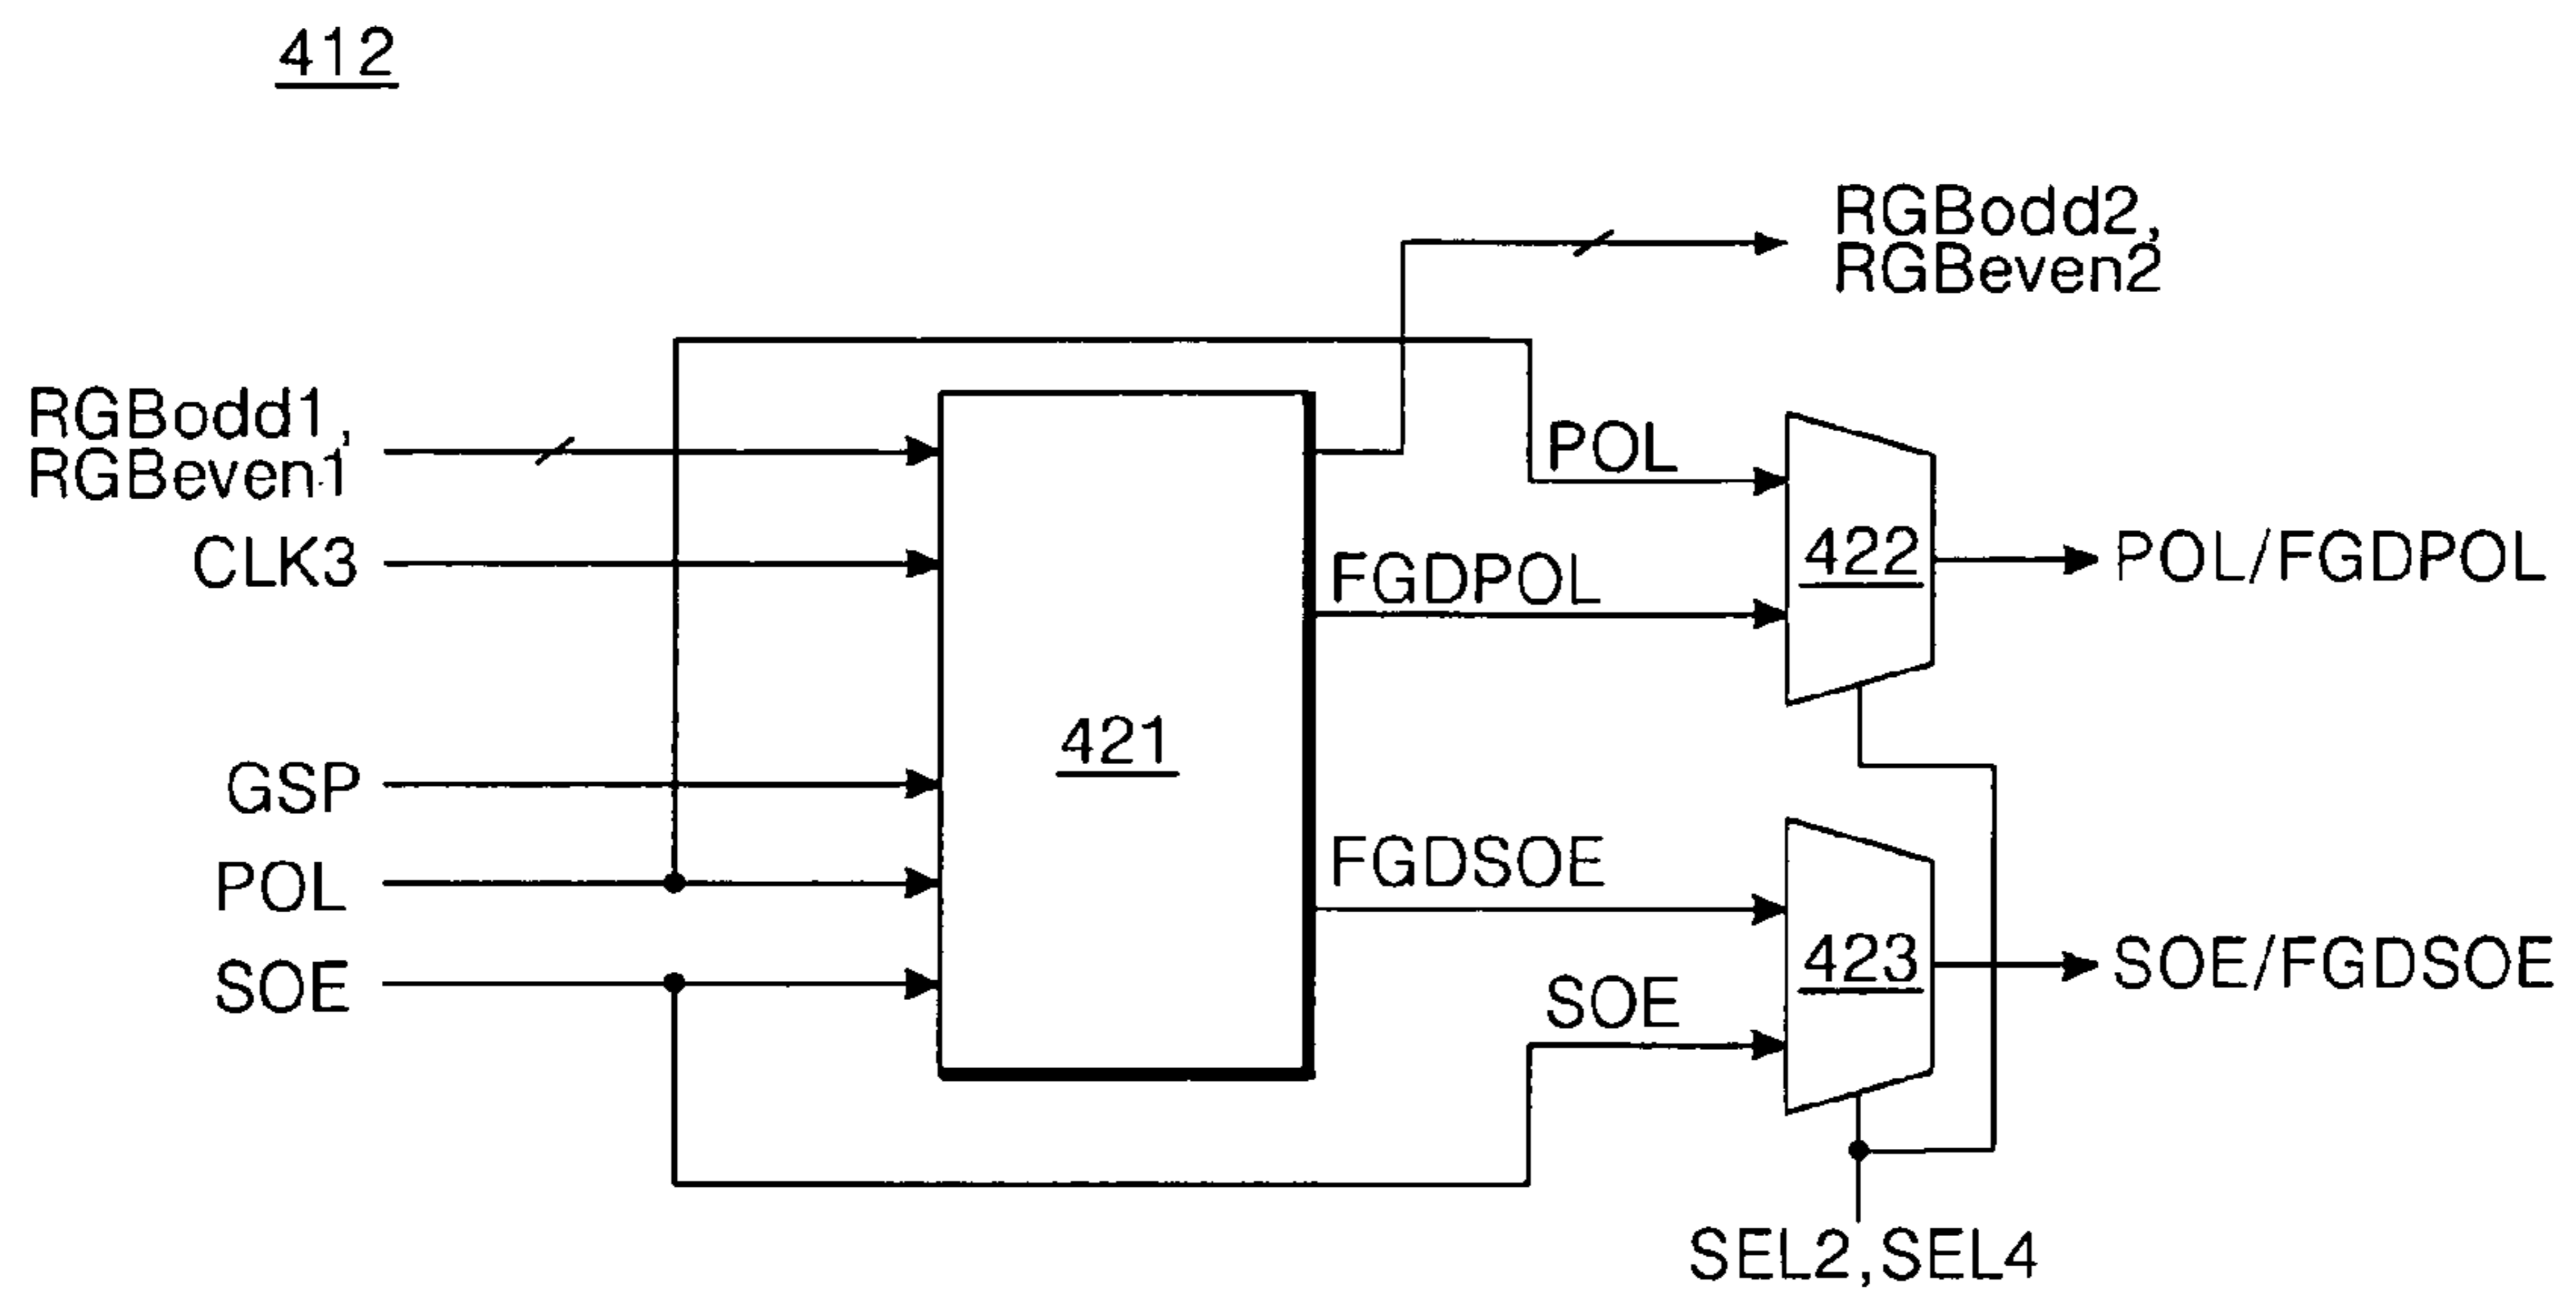 412
RGBodd2,
RGBeven2
RGBodd1,
RGBeven1
POL
CLK3
FGDPOL
422
POL/FGDPOL
421
GSP
FGDSOE
POL
423
SOE/FGDSOE
SOE
SOE
SEL2,SEL4